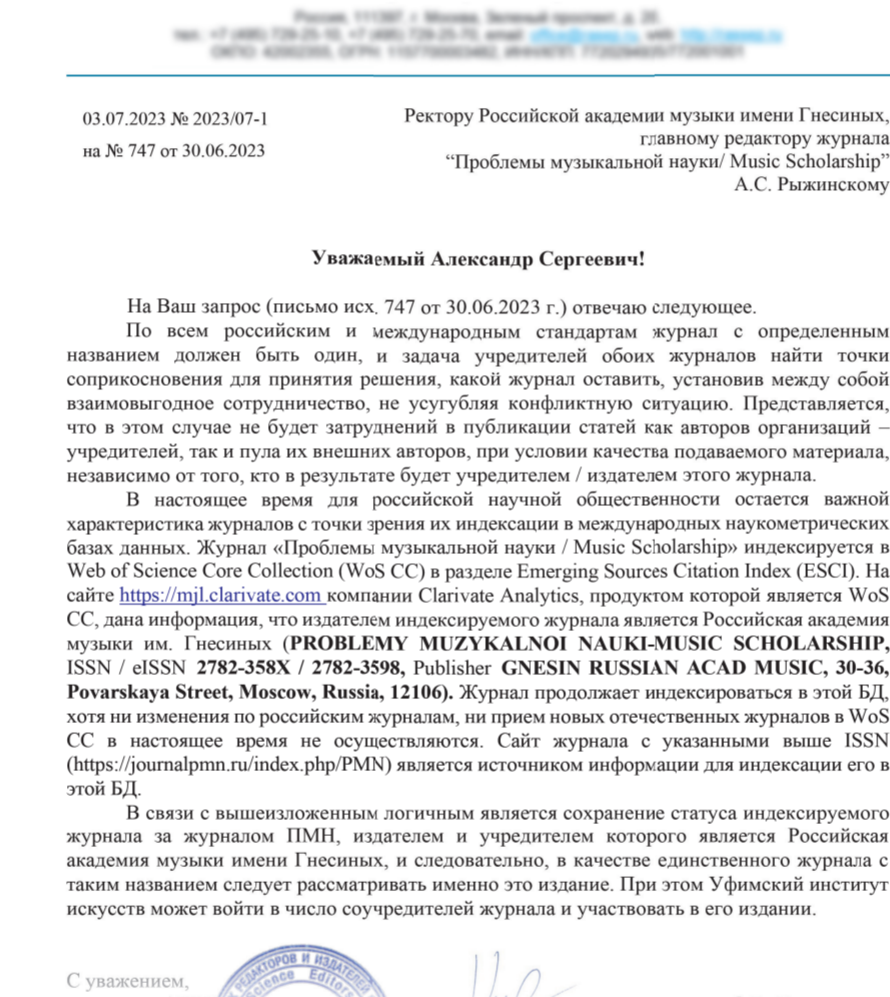 Россия, 111397, г. Москва, Зеленый проспект, д. 20.
03.07.2023 № 2023/07-1
на № 747 от 30.06.2023
Ректору Российской академии музыки имени Гнесиных,
главному редактору журнала
“Проблемы музыкальной науки/ Music Scholarship”
А.С. Рыжинскому
Уважаемый Александр Сергеевич!
На Ваш запрос (письмо исх. 747 от 30.06.2023 г.) отвечаю следующее.
По всем российским и международным стандартам журнал с определенным
названием должен быть один, и задача учредителей обоих журналов найти точки
соприкосновения для принятия решения, какой журнал оставить, установив между собой
взаимовыгодное сотрудничество, не усугубляя конфликтную ситуацию. Представляется,
что в этом случае не будет затруднений в публикации статей как авторов организаций –
учредителей, так и пула их внешних авторов, при условии качества подаваемого материала,
независимо от того, кто в результате будет учредителем / издателем этого журнала.
В настоящее время для российской научной общественности остается важной
характеристика журналов с точки зрения их индексации в международных наукометрических
базах данных. Журнал «Проблемы музыкальной науки / Music Scholarship» индексируется в
Web of Science Core Collection (WoS CC) в разделе Emerging Sources Citation Index (ESCI). На
сайте https://mjl.clarivate.com компании Clarivate Analytics, продуктом которой является WoS
CC, дана информация, что издателем индексируемого журнала является Российская академия
музыки им. Гнесиных (PROBLEMY MUZYKALNOI NAUKI-MUSIC SCHOLARSHIP,
ISSN / eISSN 2782-358X / 2782-3598, Publisher GNESIN RUSSIAN ACAD MUSIC, 30-36,
Povarskaya Street, Moscow, Russia, 12106). Журнал продолжает индексироваться в этой БД,
хотя ни изменения по российским журналам, ни прием новых отечественных журналов в WoS
CC в настоящее время не осуществляются. Сайт журнала с указанными выше ISSN
(https://journalpmn.ru/index.php/PMN) является источником информации для индексации его в
этой БД.
В связи с вышеизложенным логичным является сохранение статуса индексируемого
журнала за журналом ПМН, издателем и учредителем которого является Российская
академия музыки имени Гнесиных, и следовательно, в качестве единственного журнала с
таким названием следует рассматривать именно это издание. При этом Уфимский институт
искусств может войти в число соучредителей журнала и участвовать в его издании.
С уважением,
РЕДАКТОРОВ И ИЗДАТЕЛЕЙ
Science Editors